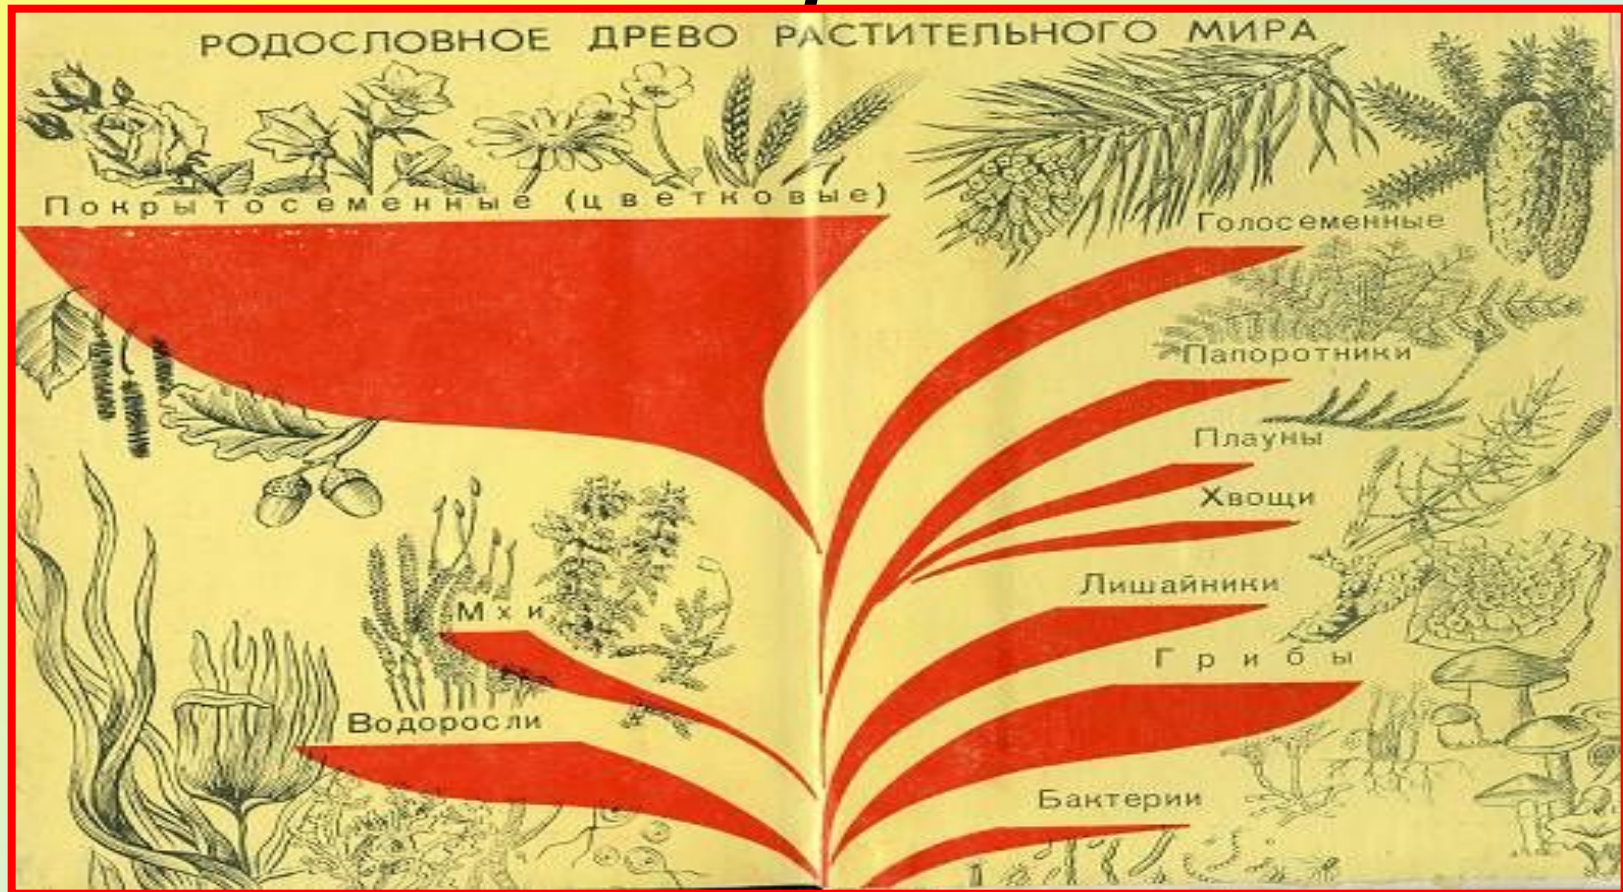 РОДОСЛОВНОЕ ДРЕВО РАСТИТЕЛЬНОГО МИРА
Покрытосеменные (цветковые)
Голосеменные
Папоротники
Плауны
Хвощи
Лишайники
Грибы
Мхи
Водоросли
Бактерии